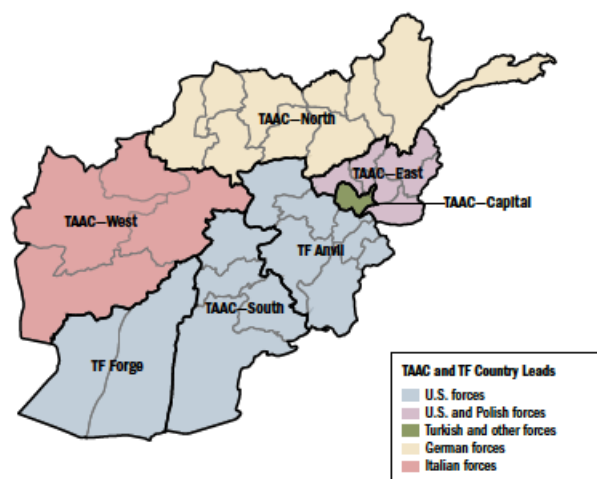 TAAC—North
TAAC—East
TAAC—Capital
TAAC—West
TF Anvil
TAAC—South
TF Forge
TAAC and TF Country Leads
U.S. forces
U.S. and Polish forces
Turkish and other forces
German forces
Italian forces